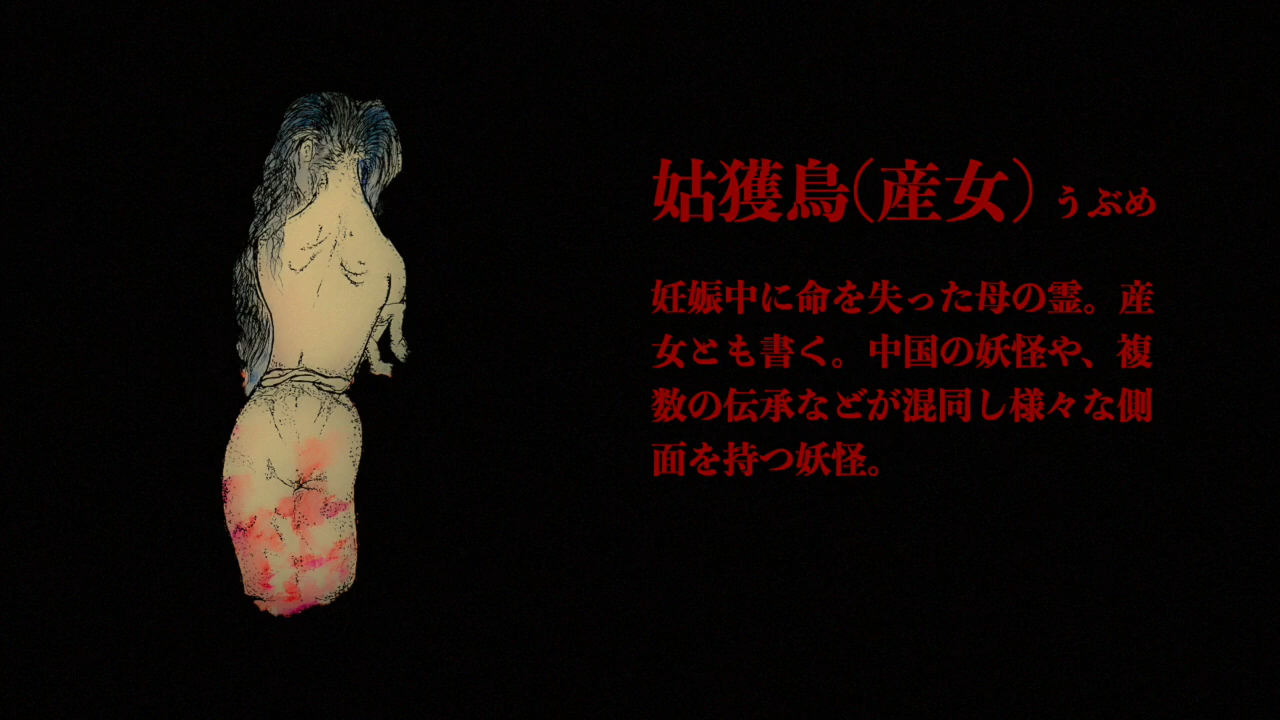 姑獲鳥(産女) うぶめ
妊娠中に命を失った母の霊。産
女とも書く。中国の妖怪や、複
数の伝承などが混同し様々な側
面を持つ妖怪。